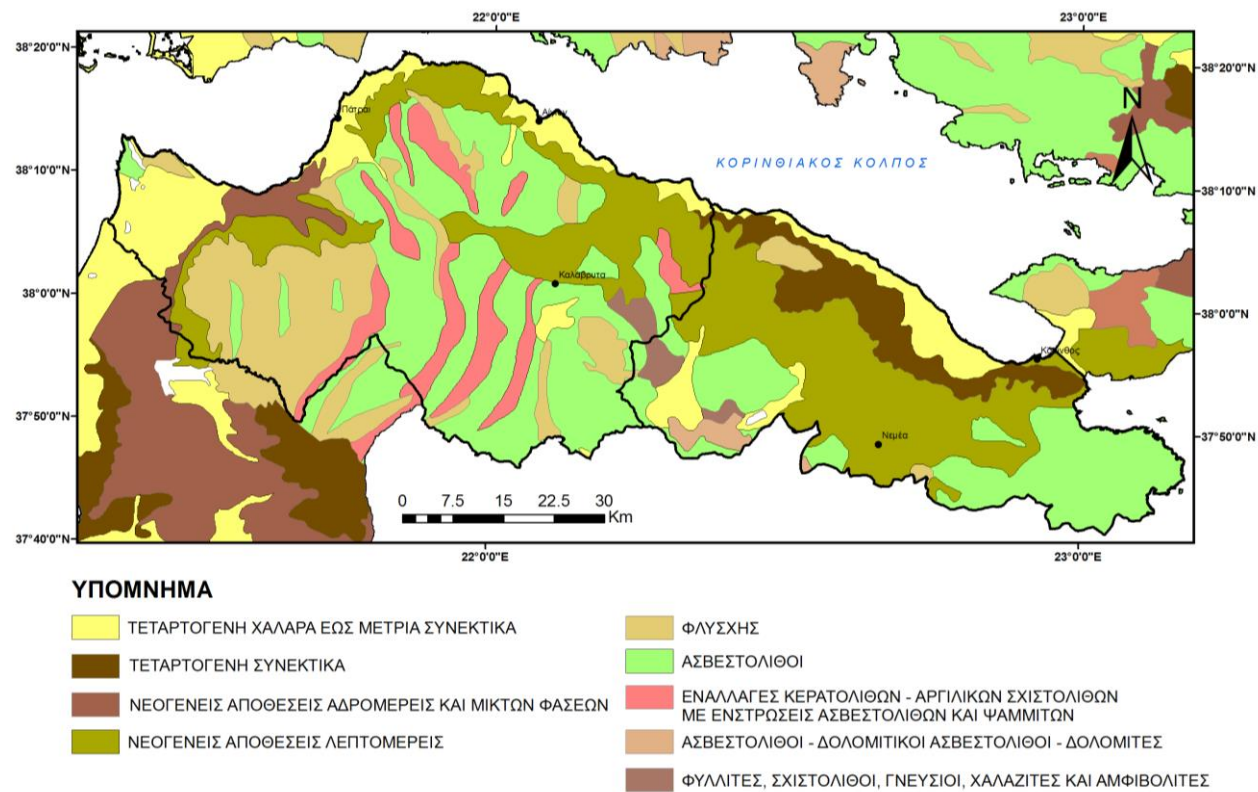 22°0'0"E 23°0'0"E
38°20'0"N 38°20'0"N
Πάτραι
N
ΚΟΡΙΝΘΙΑΚΟΣ ΚΟΛΠΟΣ
38°10'0"N 38°10'0"N
Καλάβρυτα
38°0'0"N 38°0'0"N
37°50'0"N 37°50'0"N
Νεμέα
0 7.5 15 22.5 30
Km
37°40'0"N
22°0'0"E 23°0'0"E
ΥΠΟΜΝΗΜΑ
ΤΕΤΑΡΤΟΓΕΝΗ ΧΑΛΑΡΑ ΕΩΣ ΜΕΤΡΙΑ ΣΥΝΕΚΤΙΚΑ
ΤΕΤΑΡΤΟΓΕΝΗ ΣΥΝΕΚΤΙΚΑ
ΝΕΟΓΕΝΕΙΣ ΑΠΟΘΕΣΕΙΣ ΑΔΡΟΜΕΡΕΙΣ ΚΑΙ ΜΙΚΤΩΝ ΦΑΣΕΩΝ
ΝΕΟΓΕΝΕΙΣ ΑΠΟΘΕΣΕΙΣ ΛΕΠΤΟΜΕΡΕΙΣ
ΦΛΥΣΧΗΣ
ΑΣΒΕΣΤΟΛΙΘΟΙ
ΕΝΑΛΛΑΓΕΣ ΚΕΡΑΤΟΛΙΘΩΝ - ΑΡΓΙΛΙΚΩΝ ΣΧΙΣΤΟΛΙΘΩΝ
ΜΕ ΕΝΣΤΡΩΣΕΙΣ ΑΣΒΕΣΤΟΛΙΘΩΝ ΚΑΙ ΨΑΜΜΙΤΩΝ
ΑΣΒΕΣΤΟΛΙΘΟΙ - ΔΟΛΟΜΙΤΙΚΟΙ ΑΣΒΕΣΤΟΛΙΘΟΙ - ΔΟΛΟΜΙΤΕΣ
ΦΥΛΛΙΤΕΣ, ΣΧΙΣΤΟΛΙΘΟΙ, ΓΝΕΥΣΙΟΙ, ΧΑΛΑΖΙΤΕΣ ΚΑΙ ΑΜΦΙΒΟΛΙΤΕΣ